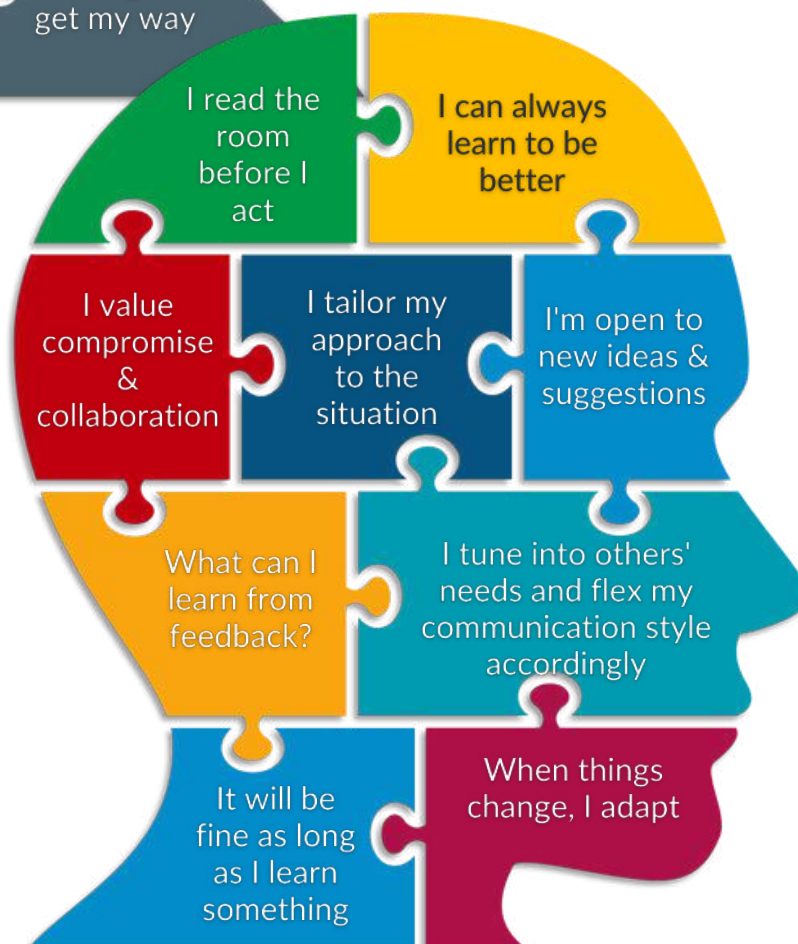 get my way
I read the
room
before I
act
I can always
learn to be
better
I value
compromise
&
collaboration
I tailor my
approach
to the
situation
I'm open to
new ideas &
suggestions
What can I
learn from
feedback?
I tune into others'
needs and flex my
communication style
accordingly
It will be
fine as long
as I learn
something
When things
change, I adapt